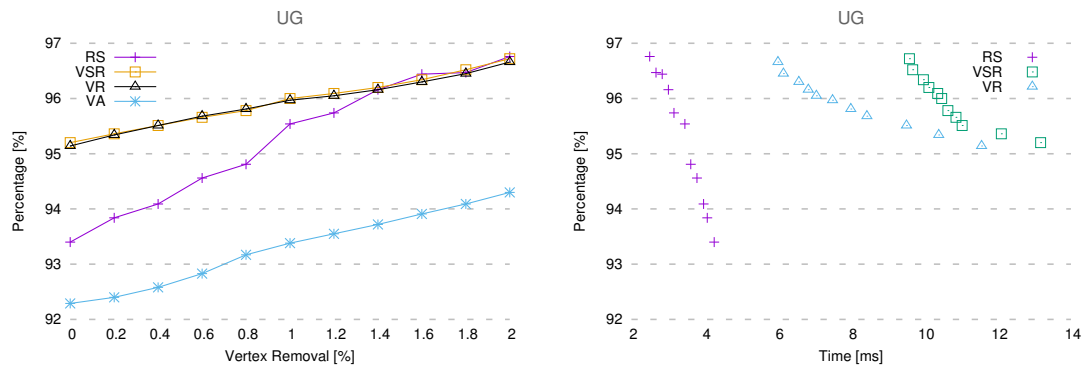 UG
97
96
95
94
93
92
Percentage [%]
RS
VSR
VR
VA
0 0.2 0.4 0.6 0.8 1 1.2 1.4 1.6 1.8 2
Vertex Removal [%]
UG
97
96
95
94
93
92
Percentage [%]
RS
VSR
VR
2 4 6 8 10 12 14
Time [ms]